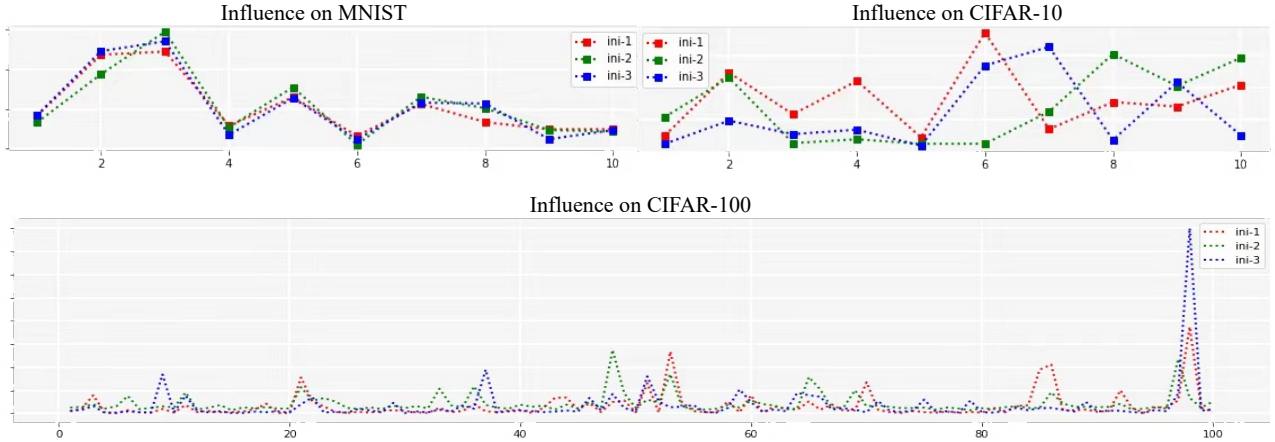 Influence on MNIST
ini-1
ini-2
ini-3
2 4 6 8 10
Influence on CIFAR-10
ini-1
ini-2
ini-3
2 4 6 8 10
Influence on CIFAR-100
ini-1
ini-2
ini-3
0 20 40 60 80 100